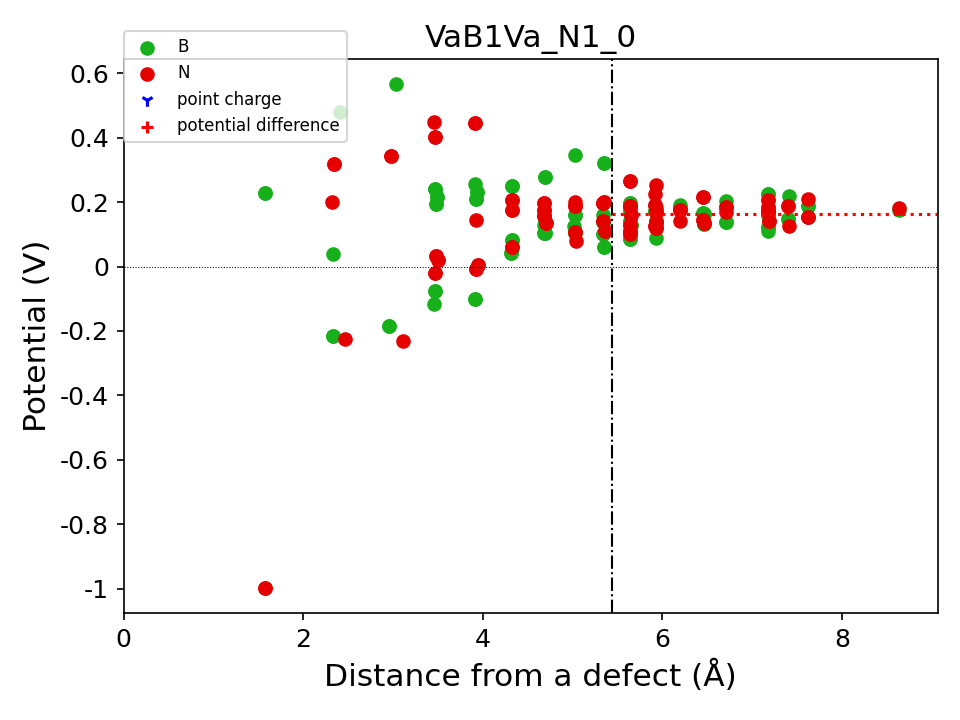 VaB1Va_N1_0
B
N
point charge
potential difference
0.6
0.4
0.2
0
-0.2
-0.4
-0.6
-0.8
-1
Potential (V)
0 2 4 6 8
Distance from a defect (Å)